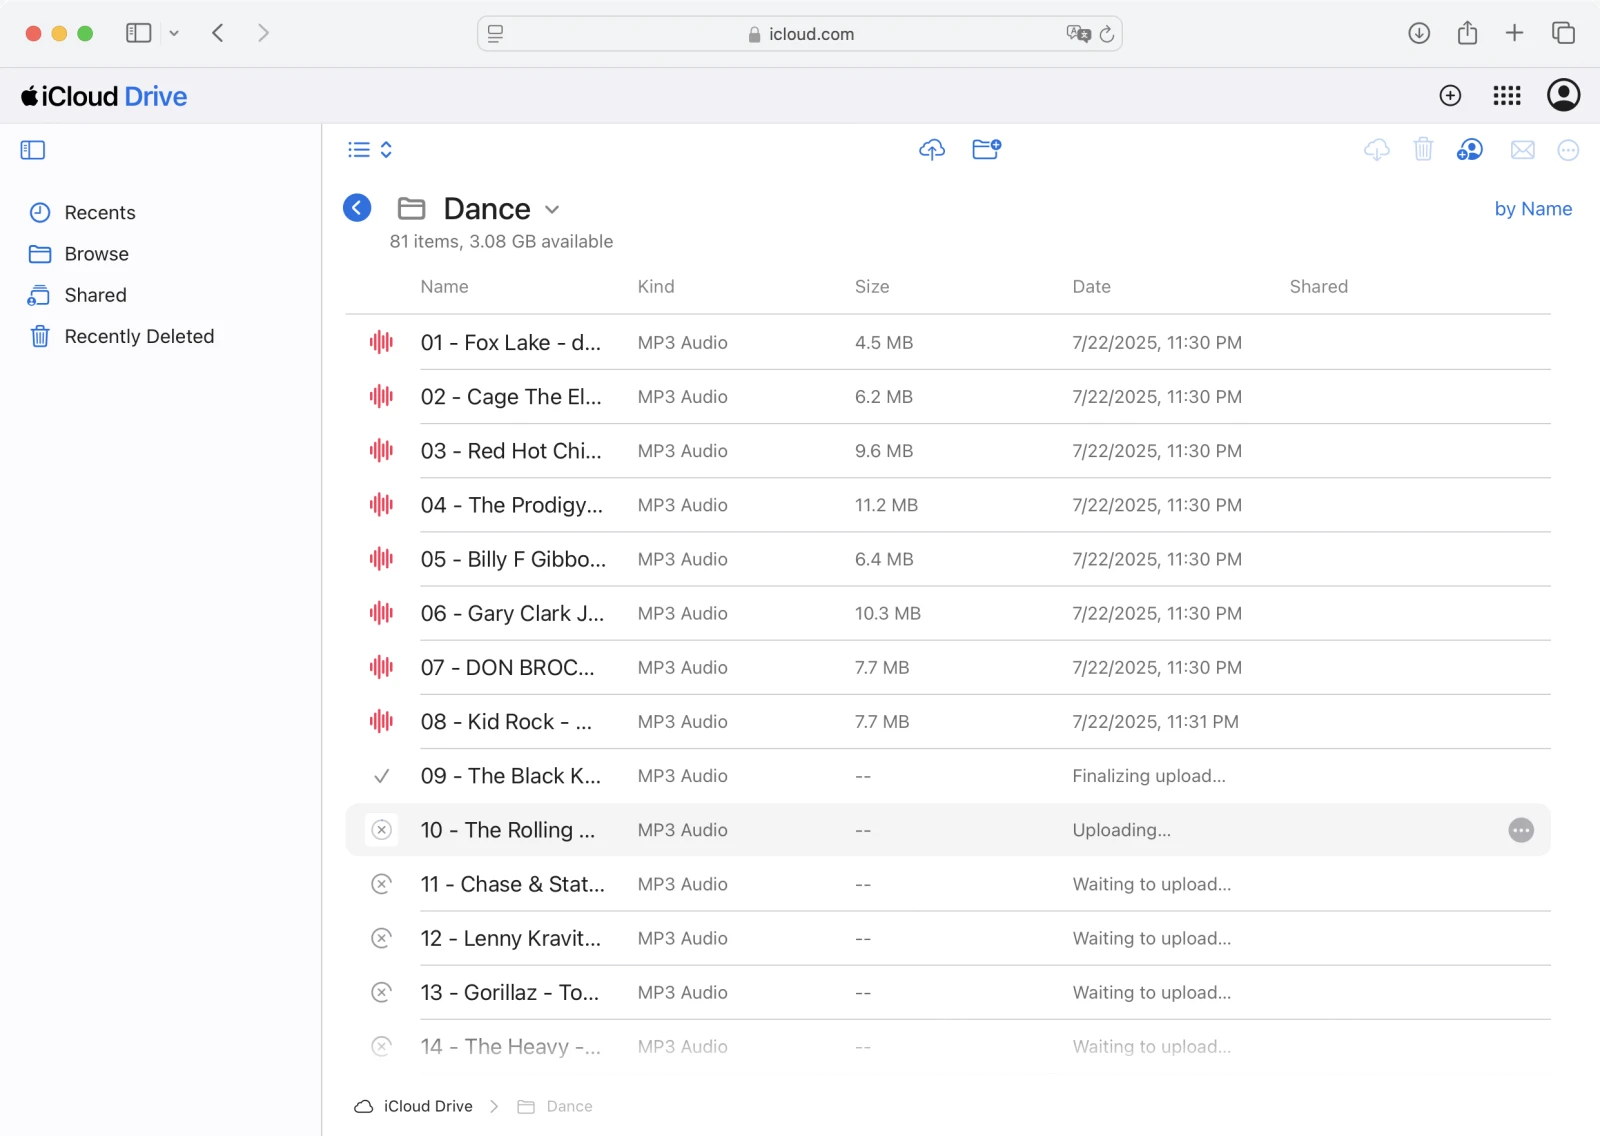 icloud.com
iCloud Drive
Recents
Browse
Shared
Recently Deleted
Dance
by Name
81 items, 3.08 GB available
Name Kind Size Date Shared
01 - Fox Lake - d... MP3 Audio 4.5 MB 7/22/2025, 11:30 PM
02 - Cage The El... MP3 Audio 6.2 MB 7/22/2025, 11:30 PM
03 - Red Hot Chi... MP3 Audio 9.6 MB 7/22/2025, 11:30 PM
04 - The Prodigy... MP3 Audio 11.2 MB 7/22/2025, 11:30 PM
05 - Billy F Gibbo... MP3 Audio 6.4 MB 7/22/2025, 11:30 PM
06 - Gary Clark J... MP3 Audio 10.3 MB 7/22/2025, 11:30 PM
07 - DON BROC... MP3 Audio 7.7 MB 7/22/2025, 11:30 PM
08 - Kid Rock - ... MP3 Audio 7.7 MB 7/22/2025, 11:31 PM
09 - The Black K... MP3 Audio -- Finalizing upload...
10 - The Rolling ... MP3 Audio -- Uploading...
11 - Chase & Stat... MP3 Audio -- Waiting to upload...
12 - Lenny Kravit... MP3 Audio -- Waiting to upload...
13 - Gorillaz - To... MP3 Audio -- Waiting to upload...
14 - The Heavy -... MP3 Audio -- Waiting to upload...
iCloud Drive Dance